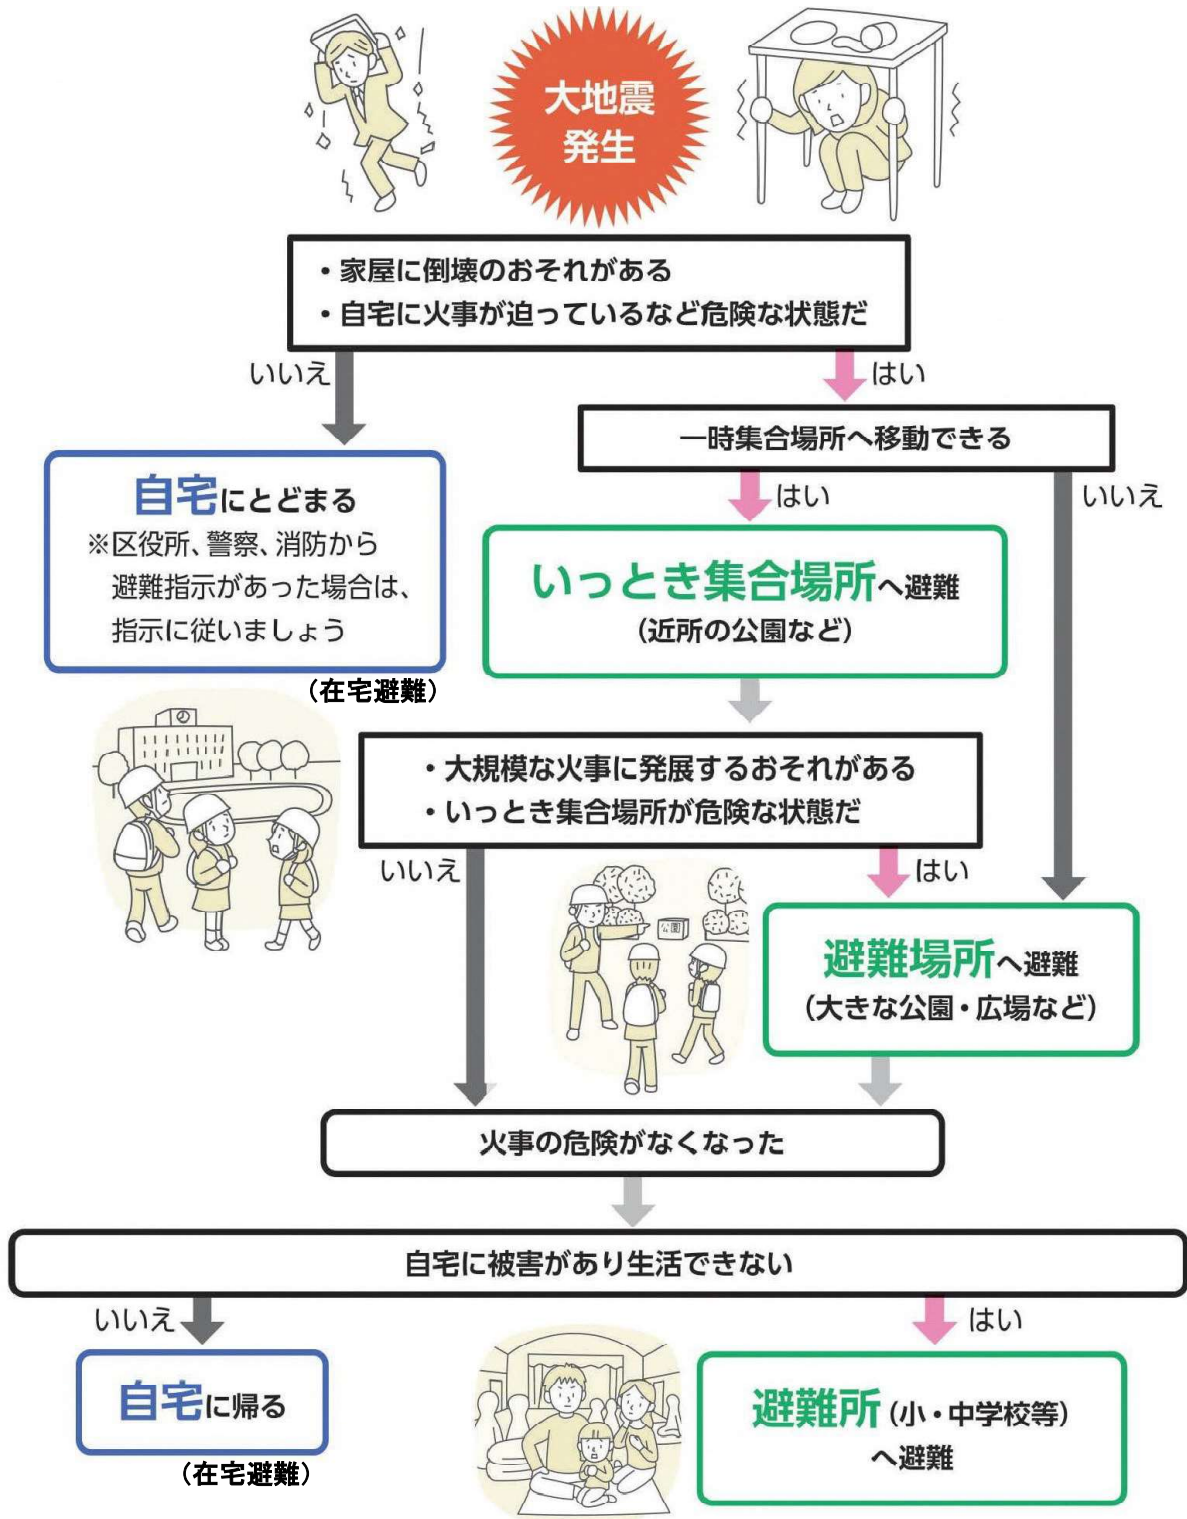 大地震
発生
・家屋に倒壊のおそれがある
・自宅に火事が迫っているなど危険な状態だ
いいえ
はい
一時集合場所へ移動できる
はい
いいえ
自宅にとどまる
※区役所、警察、消防から
避難指示があった場合は、
指示に従いましょう
(在宅避難)
いっとき集合場所へ避難
(近所の公園など)
・大規模な火事に発展するおそれがある
・いっとき集合場所が危険な状態だ
いいえ
はい
公園
避難場所へ避難
(大きな公園・広場など)
火事の危険がなくなった
自宅に被害があり生活できない
いいえ
はい
自宅に帰る
(在宅避難)
避難所(小・中学校等)
へ避難